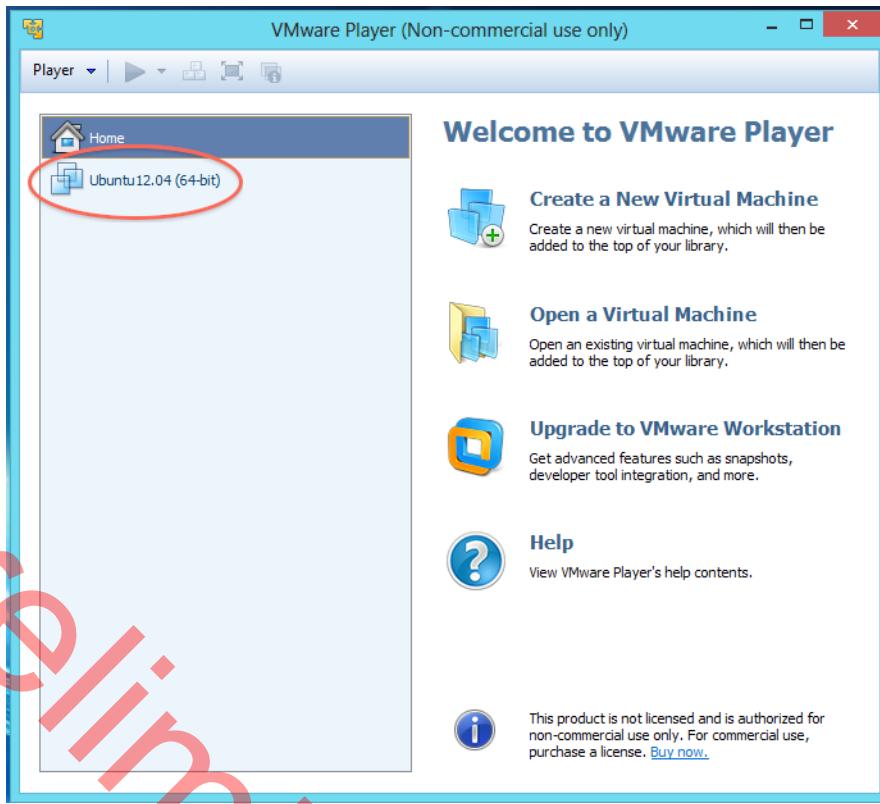 VMware Player (Non-commercial use only)
Player
Home
Ubuntu12.04 (64-bit)
Welcome to VMware Player
Create a New Virtual Machine
Create a new virtual machine, which will then be
added to the top of your library.
Open a Virtual Machine
Open an existing virtual machine, which will then be
added to the top of your library.
Upgrade to VMware Workstation
Get advanced features such as snapshots,
developer tool integration, and more.
Help
View VMware Player's help contents.
This product is not licensed and is authorized for
non-commercial use only. For commercial use,
purchase a license. Buy now.
elim